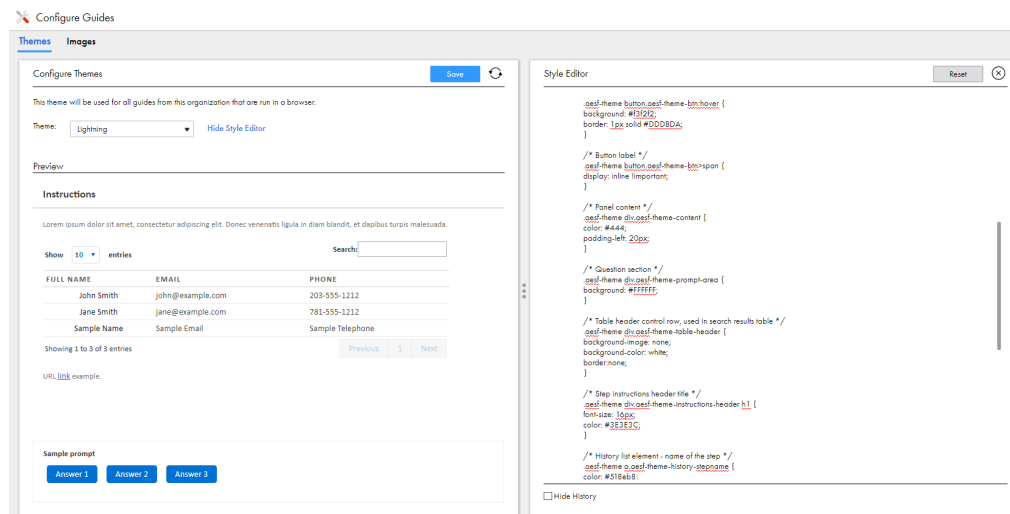 Configure Guides
Themes Images
Configure Themes Save
This theme will be used for all guides from this organization that are run in a browser.
Theme: Lightning Hide Style Editor
Preview
Instructions
Lorem ipsum dolor sit amet, consectetur adipiscing elit. Donec venenatis ligula in diam blandit, et dapibus turpis malesuada.
Show 10 entries Search:
FULL NAME EMAIL PHONE
John Smith john@example.com 203-555-1212
Jane Smith jane@example.com 781-555-1212
Sample Name Sample Email Sample Telephone
Showing 1 to 3 of 3 entries Previous 1 Next
URL link example.
Sample prompt
Answer 1 Answer 2 Answer 3
Style Editor Reset
.aesf-theme button.aesf-theme-btn:hover {
background: #f3f2f2;
border: 1px solid #DDDBDA;
}
/* Button label */
.aesf-theme button.aesf-theme-btn>span {
display: inline !important;
}
/* Panel content */
.aesf-theme div.aesf-theme-content {
color: #444;
padding-left: 20px;
}
/* Question section */
.aesf-theme div.aesf-theme-prompt-area {
background: #FFFFFF;
}
/* Table header control row, used in search results table */
.aesf-theme div.aesf-theme-table-header {
background-image: none;
background-color: white;
border:none;
}
/* Step instructions header title */
.aesf-theme div.aesf-theme-instructions-header h1 {
font-size: 16px;
color: #3E3E3C;
}
/* History list element - name of the step */
.aesf-theme a.aesf-theme-history-stepname {
color: #518eb8;
Hide History